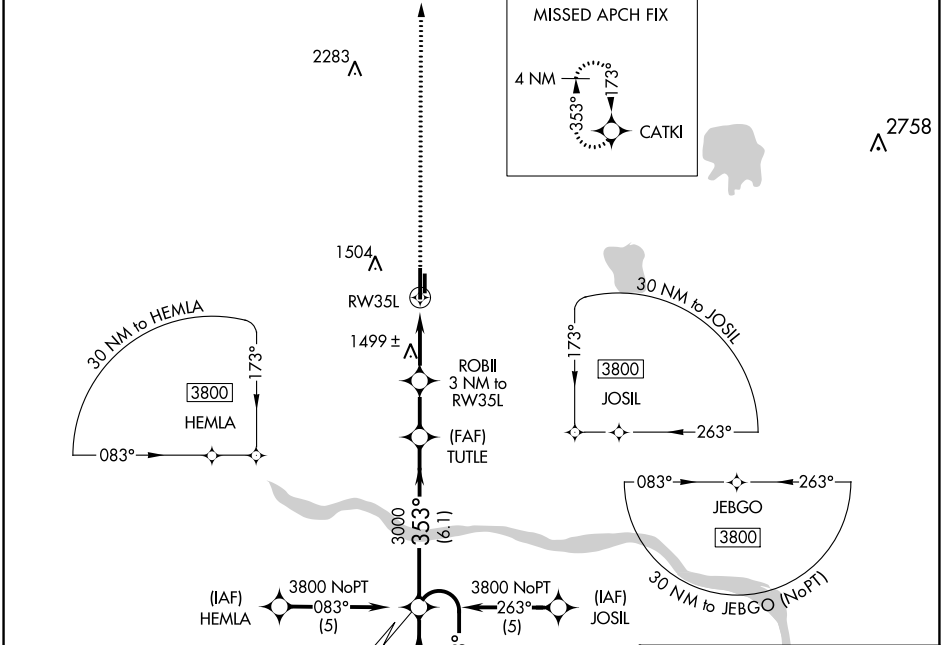 MISSED APCH FIX
4 NM
353°
173°
CATKI
2283
2758
1504
RW35L
1499 ±
ROBII
3 NM to
RW35L
(FAF)
TUTLE
30 NM to HEMLA
173°
3800
HEMLA
083°
30 NM to JOSIL
173°
3800
JOSIL
263°
083°
263°
JEBGO
3800
30 NM to JEBGO (NoPT)
3000
353°
(6.1)
(IAF)
HEMLA
3800 NoPT
083°
(5)
3800 NoPT
263°
(5)
(IAF)
JOSIL